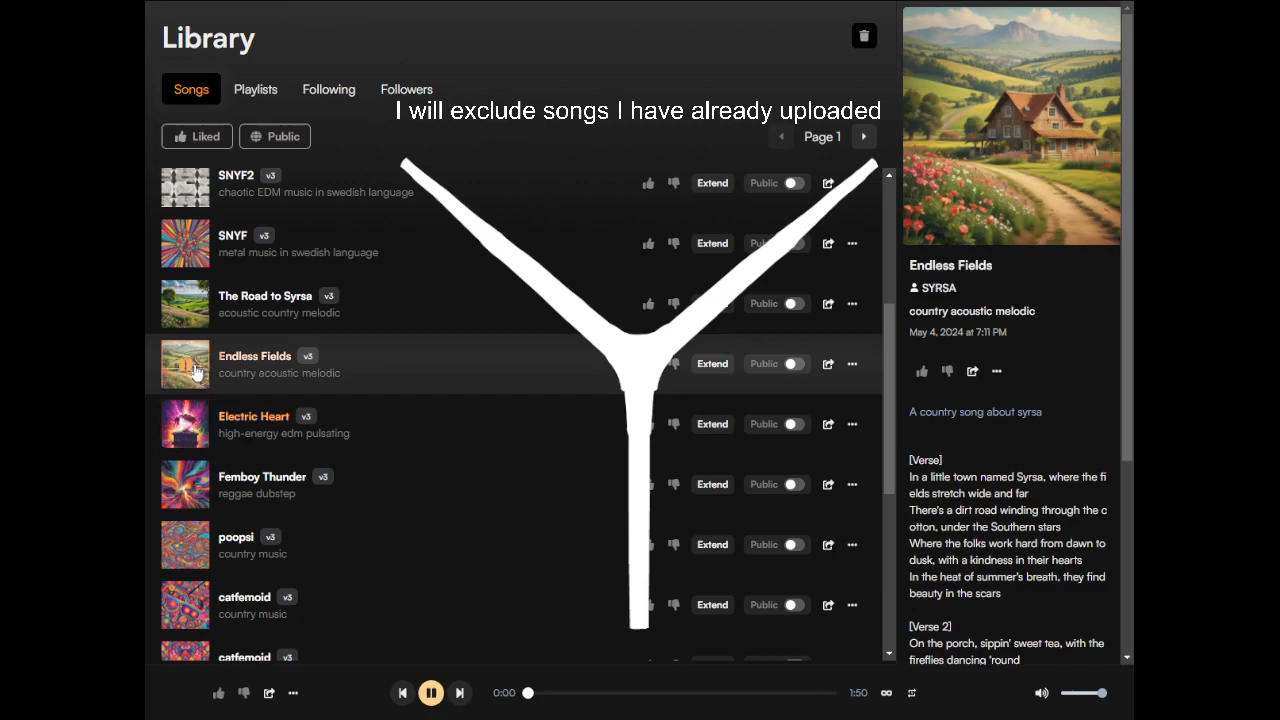 Library
Songs Playlists Following Followers
I will exclude songs I have already uploaded
Liked Public
Page 1
SNYF2 v3
chaotic EDM music in swedish language
Extend Public
SNYF v3
metal music in swedish language
Extend
The Road to Syrsa v3
acoustic country melodic
Extend Public
Endless Fields v3
country acoustic melodic
Extend Public
Electric Heart v3
high-energy edm pulsating
Extend Public
Femboy Thunder v3
reggae dubstep
Extend Public
poopsi v3
country music
Extend Public
catfemoid v3
country music
Extend Public
catfemoid v3
Endless Fields
SYRSA
country acoustic melodic
May 4, 2024 at 7:11 PM
A country song about syrsa
[Verse]
In a little town named Syrsa, where the fi
elds stretch wide and far
There's a dirt road winding through the c
otton, under the Southern stars
Where the folks work hard from dawn to
dusk, with a kindness in their hearts
In the heat of summer's breath, they find
beauty in the scars
[Verse 2]
On the porch, sippin' sweet tea, with the
fireflies dancing 'round
0:00 1:50